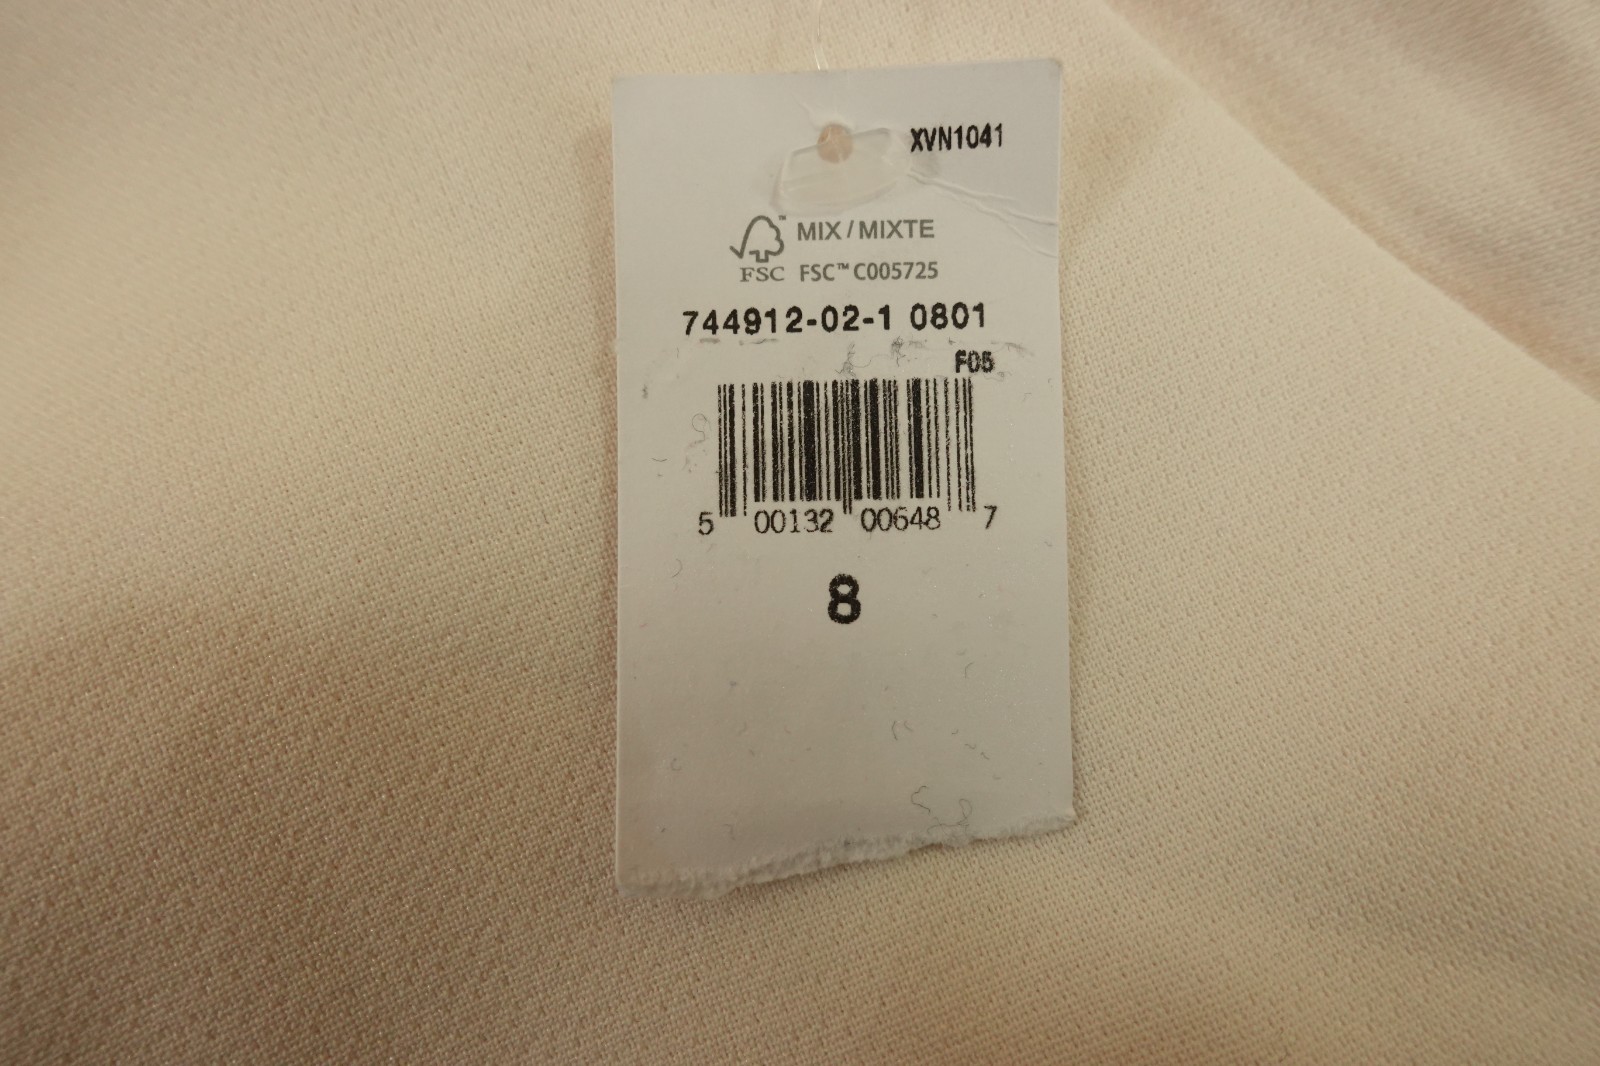 XVN1041
MIX / MIXTE
FSC FSC™ C005725
744912-02-1 0801
F05
5 00132 00648 7
8